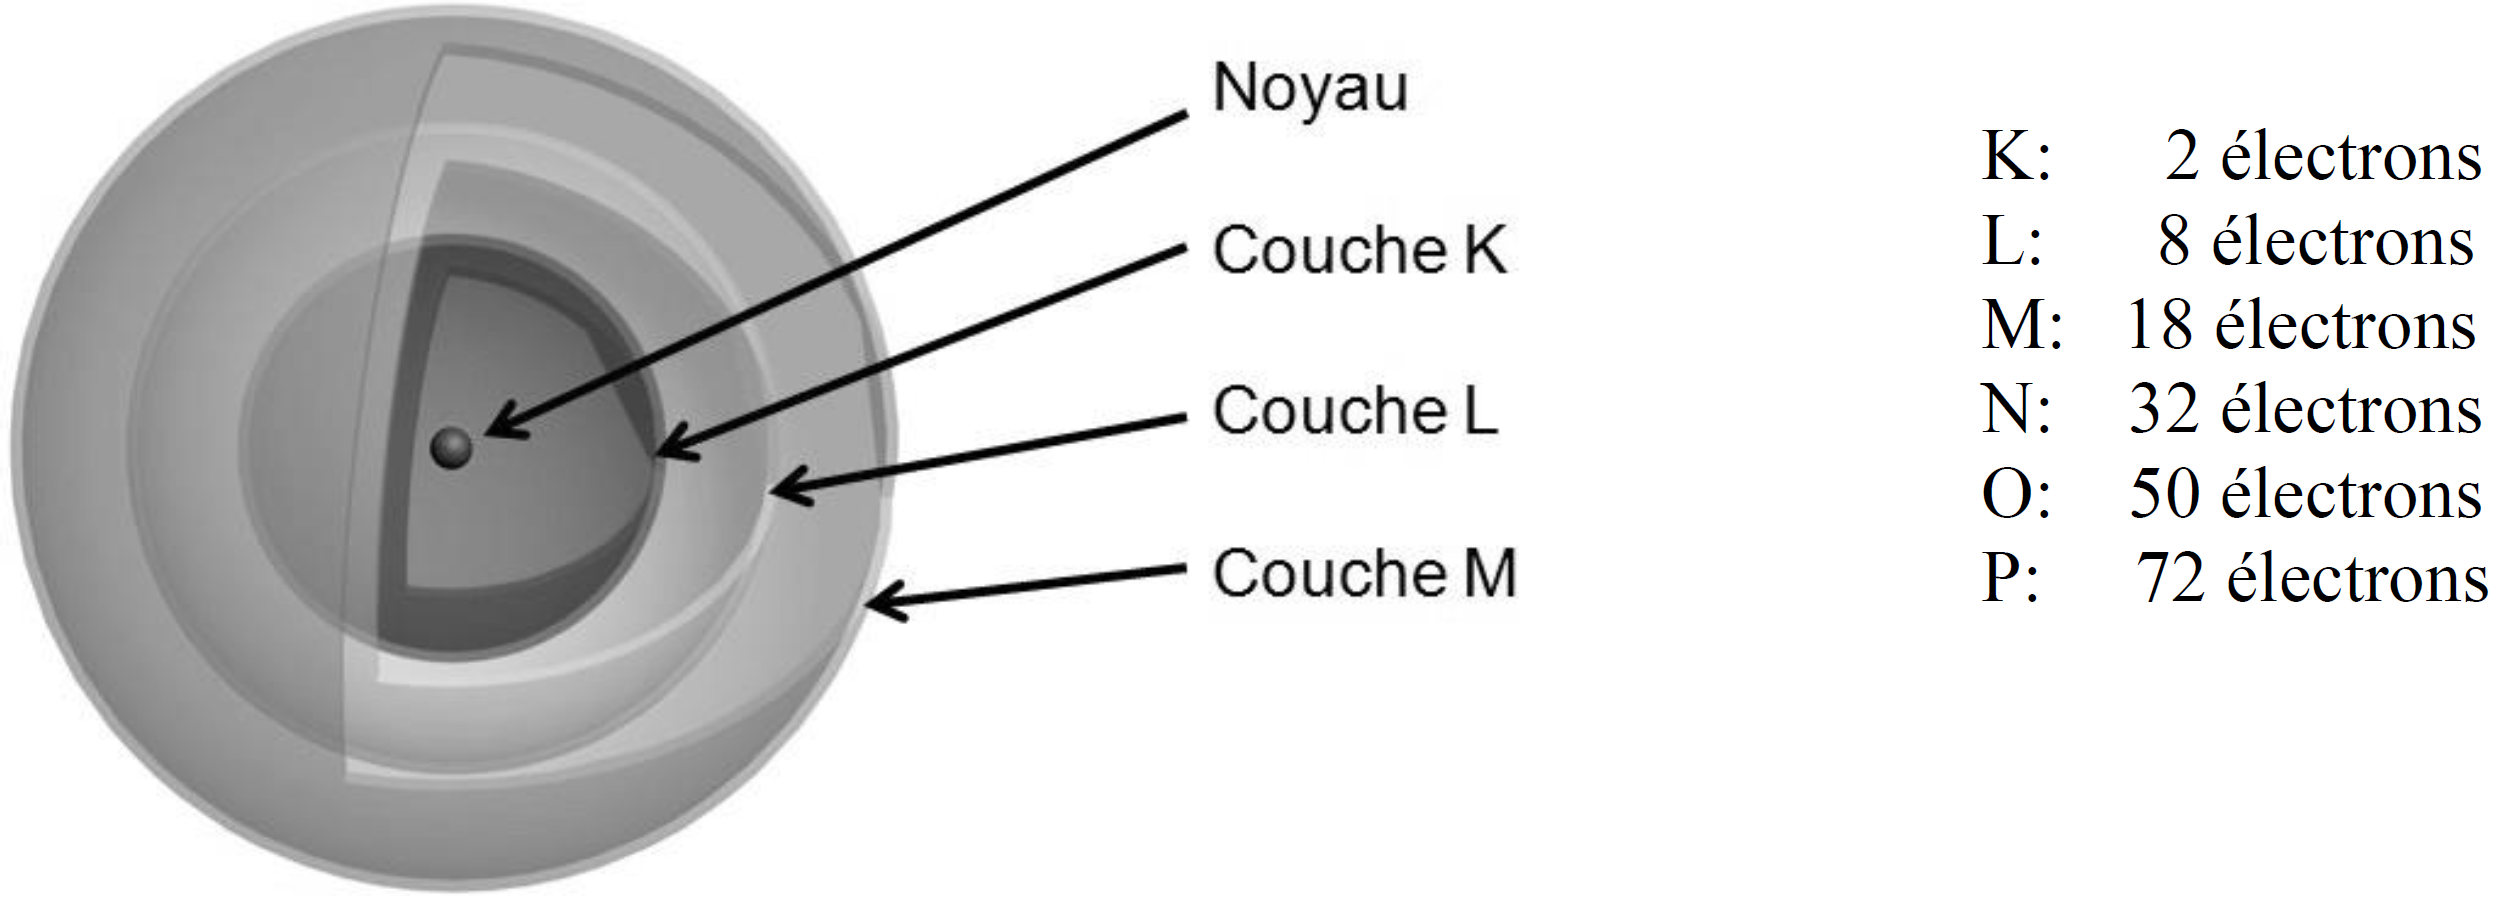 Noyau
Couche K
Couche L
Couche M
K: 2 électrons
L: 8 électrons
M: 18 électrons
N: 32 électrons
O: 50 électrons
P: 72 électrons